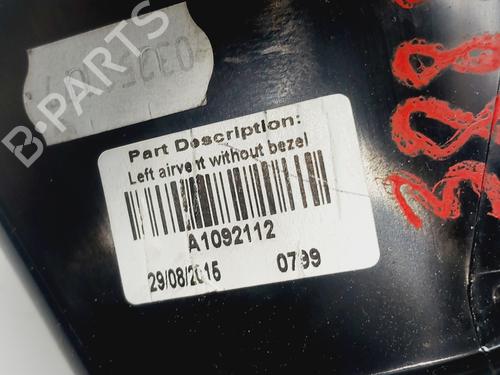 B-PARTS
Part Description:
Left airvent without bezel
A1092112
29/08/2015 0799